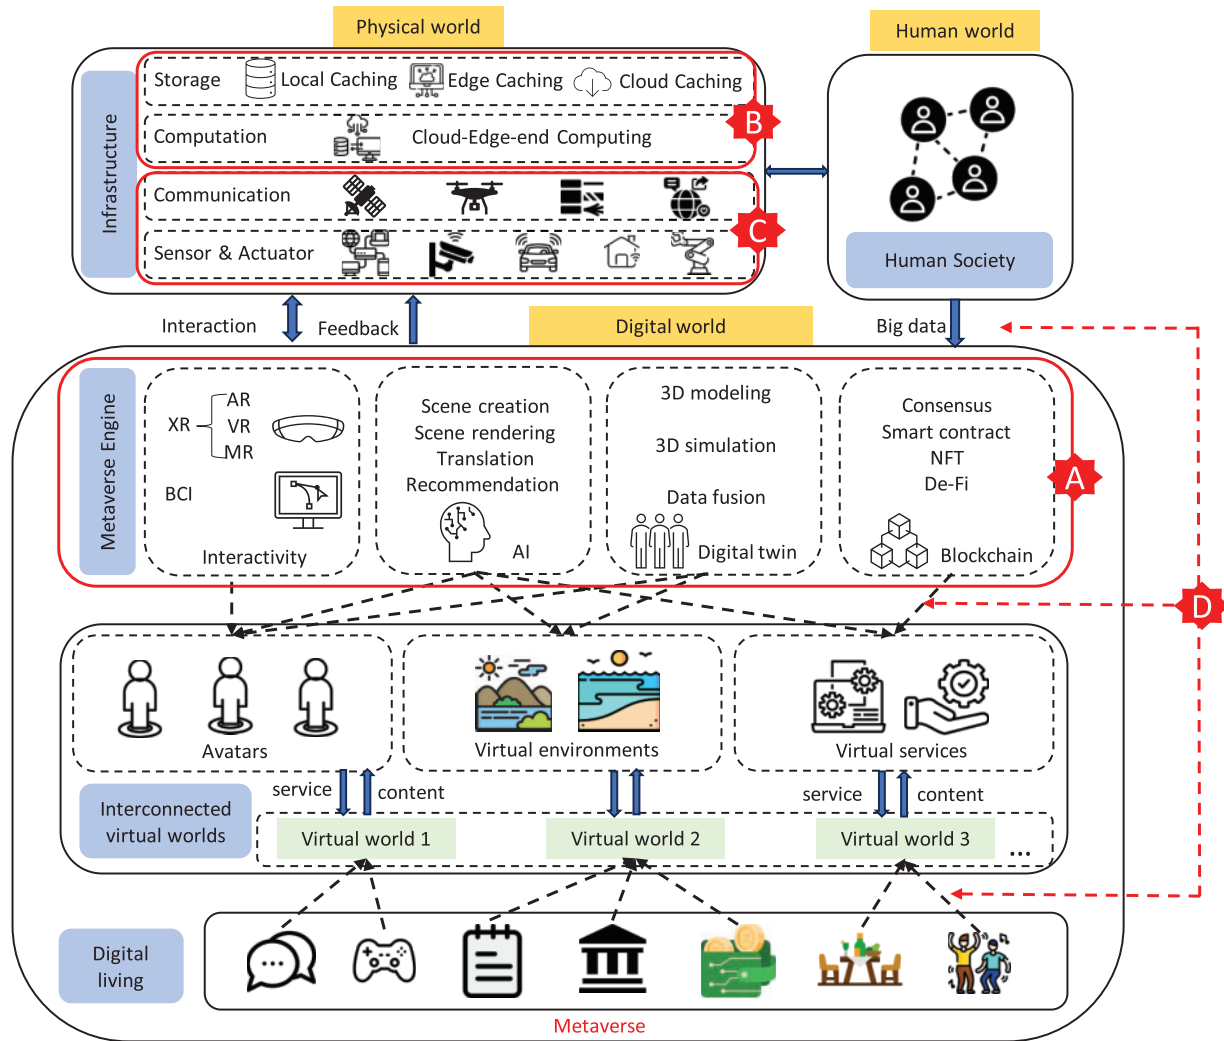 Physical world
Human world
Infrastructure
Storage
Local Caching
Edge Caching
Cloud Caching
B
Computation
Cloud-Edge-end Computing
Communication
C
Sensor & Actuator
Human Society
Interaction
Feedback
Digital world
Big data
Metaverse Engine
XR
AR
VR
MR
BCI
Interactivity
Scene creation
Scene rendering
Translation
Recommendation
AI
3D modeling
3D simulation
Data fusion
Digital twin
Consensus
Smart contract
NFT
De-Fi
Blockchain
A
D
Avatars
Virtual environments
Virtual services
service
content
service
content
Interconnected
virtual worlds
Virtual world 1
Virtual world 2
Virtual world 3
...
Digital
living
Metaverse